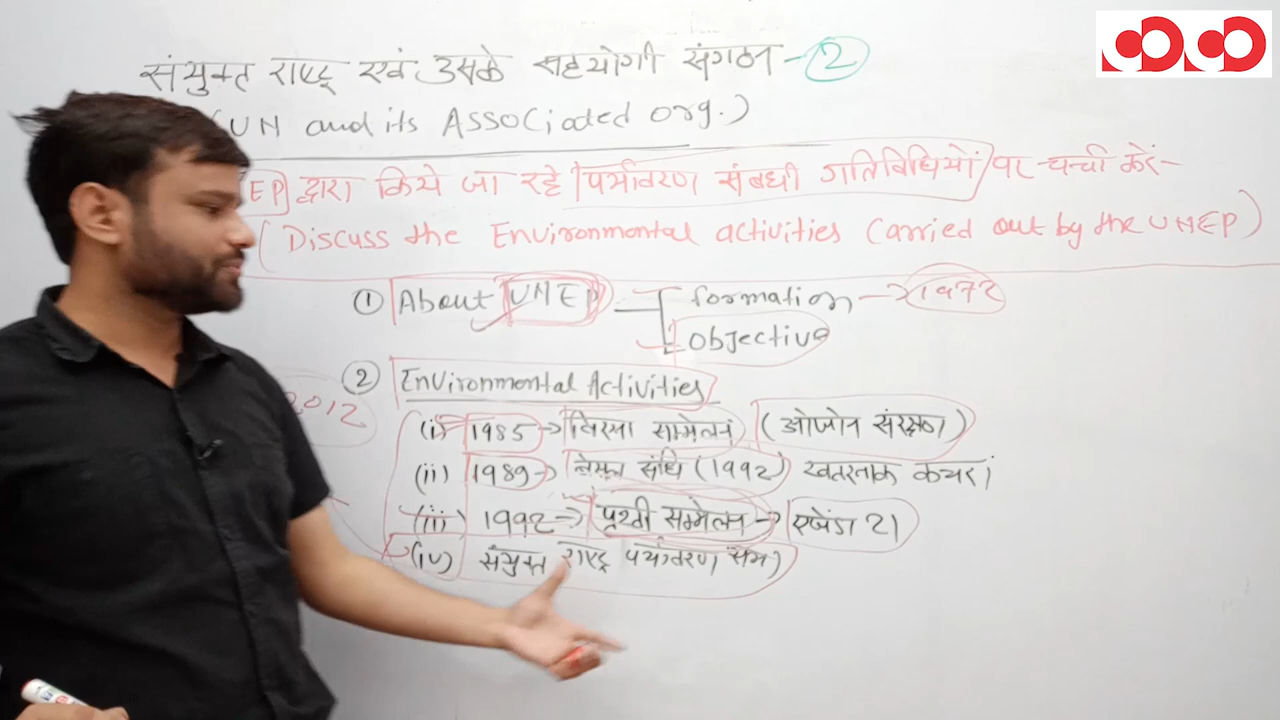 संयुक्त राष्ट्र एवं उसके सहयोगी संगठन - 2
(UN and its Associated org.)
EP द्वारा किये जा रहे पर्यावरण संबधी गतिविधियों पर चर्चा करें-
(Discuss the Environmental activities Carried out by the UNEP)
① About UNEP formation → 1972
objective
② Environmental Activities
2012
(i) 1985 → वियना सम्मेलन (ओजोन संरक्षण)
(ii) 1989 → बेसल संधि (1992) खतरनाक कचरा
(iii) 1992 → पृथ्वी सम्मेलन → एजेंडा 21
(iv) संयुक्त राष्ट्र पर्यावरण सभा